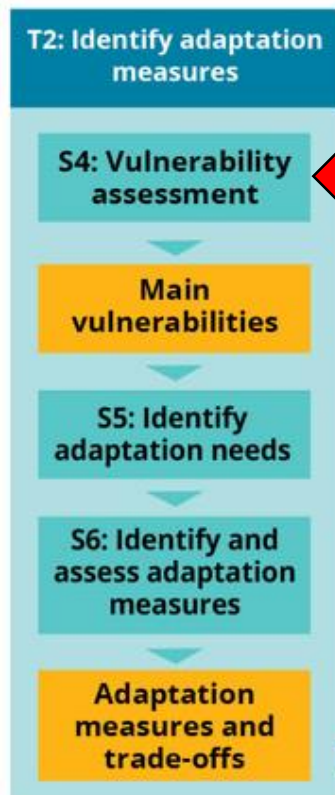 T2: Identify adaptation
measures
S4: Vulnerability
assessment
Main
vulnerabilities
S5: Identify
adaptation needs
S6: Identify and
assess adaptation
measures
Adaptation
measures and
trade-offs